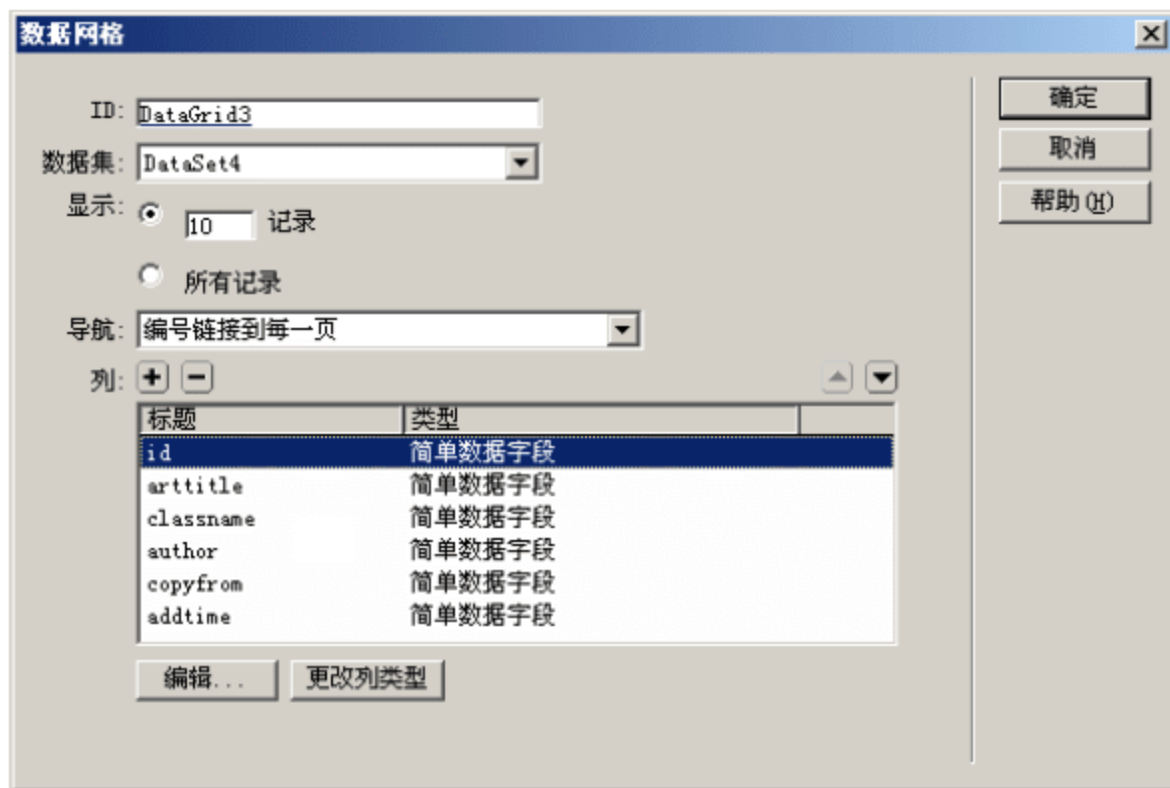 数据网格
ID: DataGrid3
数据集: DataSet4
显示: 10 记录
所有记录
导航: 编号链接到每一页
列:
标题 类型
id 简单数据字段
arttitle 简单数据字段
classname 简单数据字段
author 简单数据字段
copyfrom 简单数据字段
addtime 简单数据字段
编辑... 更改列类型
确定
取消
帮助(H)